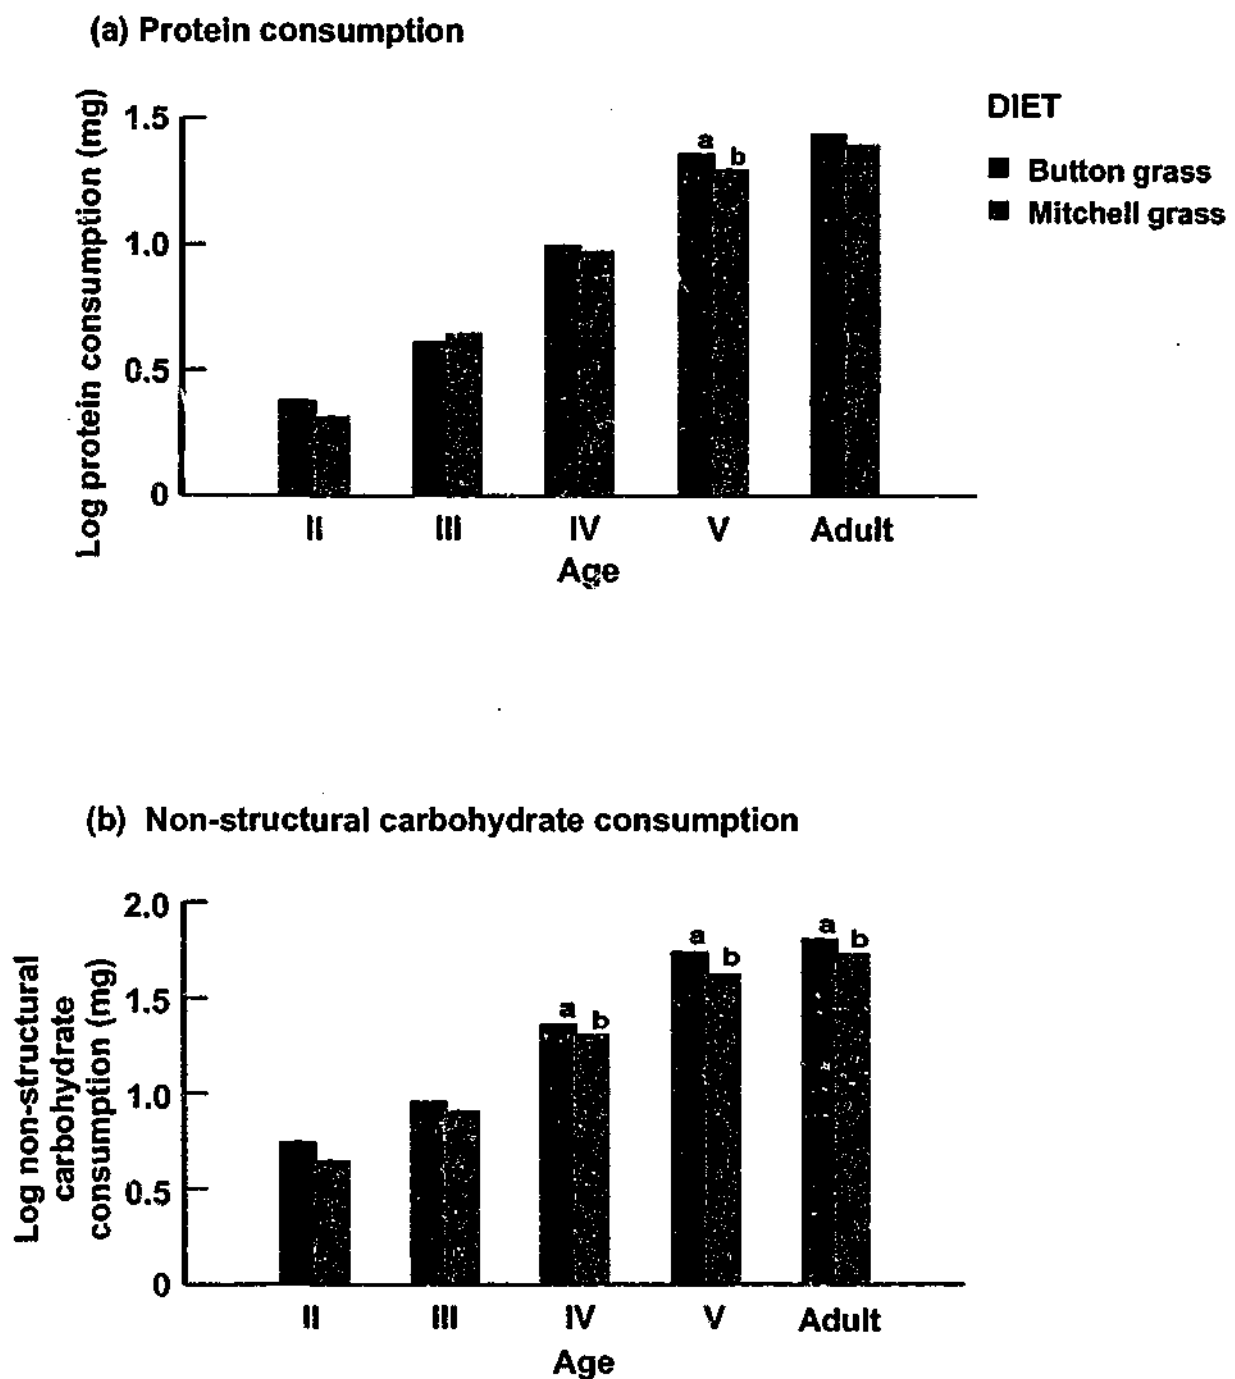 (a) Protein consumption
Log protein consumption (mg)
1.5
1.0
0.5
0
a
b
II
III
IV
V
Adult
Age
DIET
Button grass
Mitchell grass
(b) Non-structural carbohydrate consumption
Log non-structural
carbohydrate
consumption (mg)
2.0
1.5
1.0
0.5
0
a
b
a
b
a
b
II
III
IV
V
Adult
Age